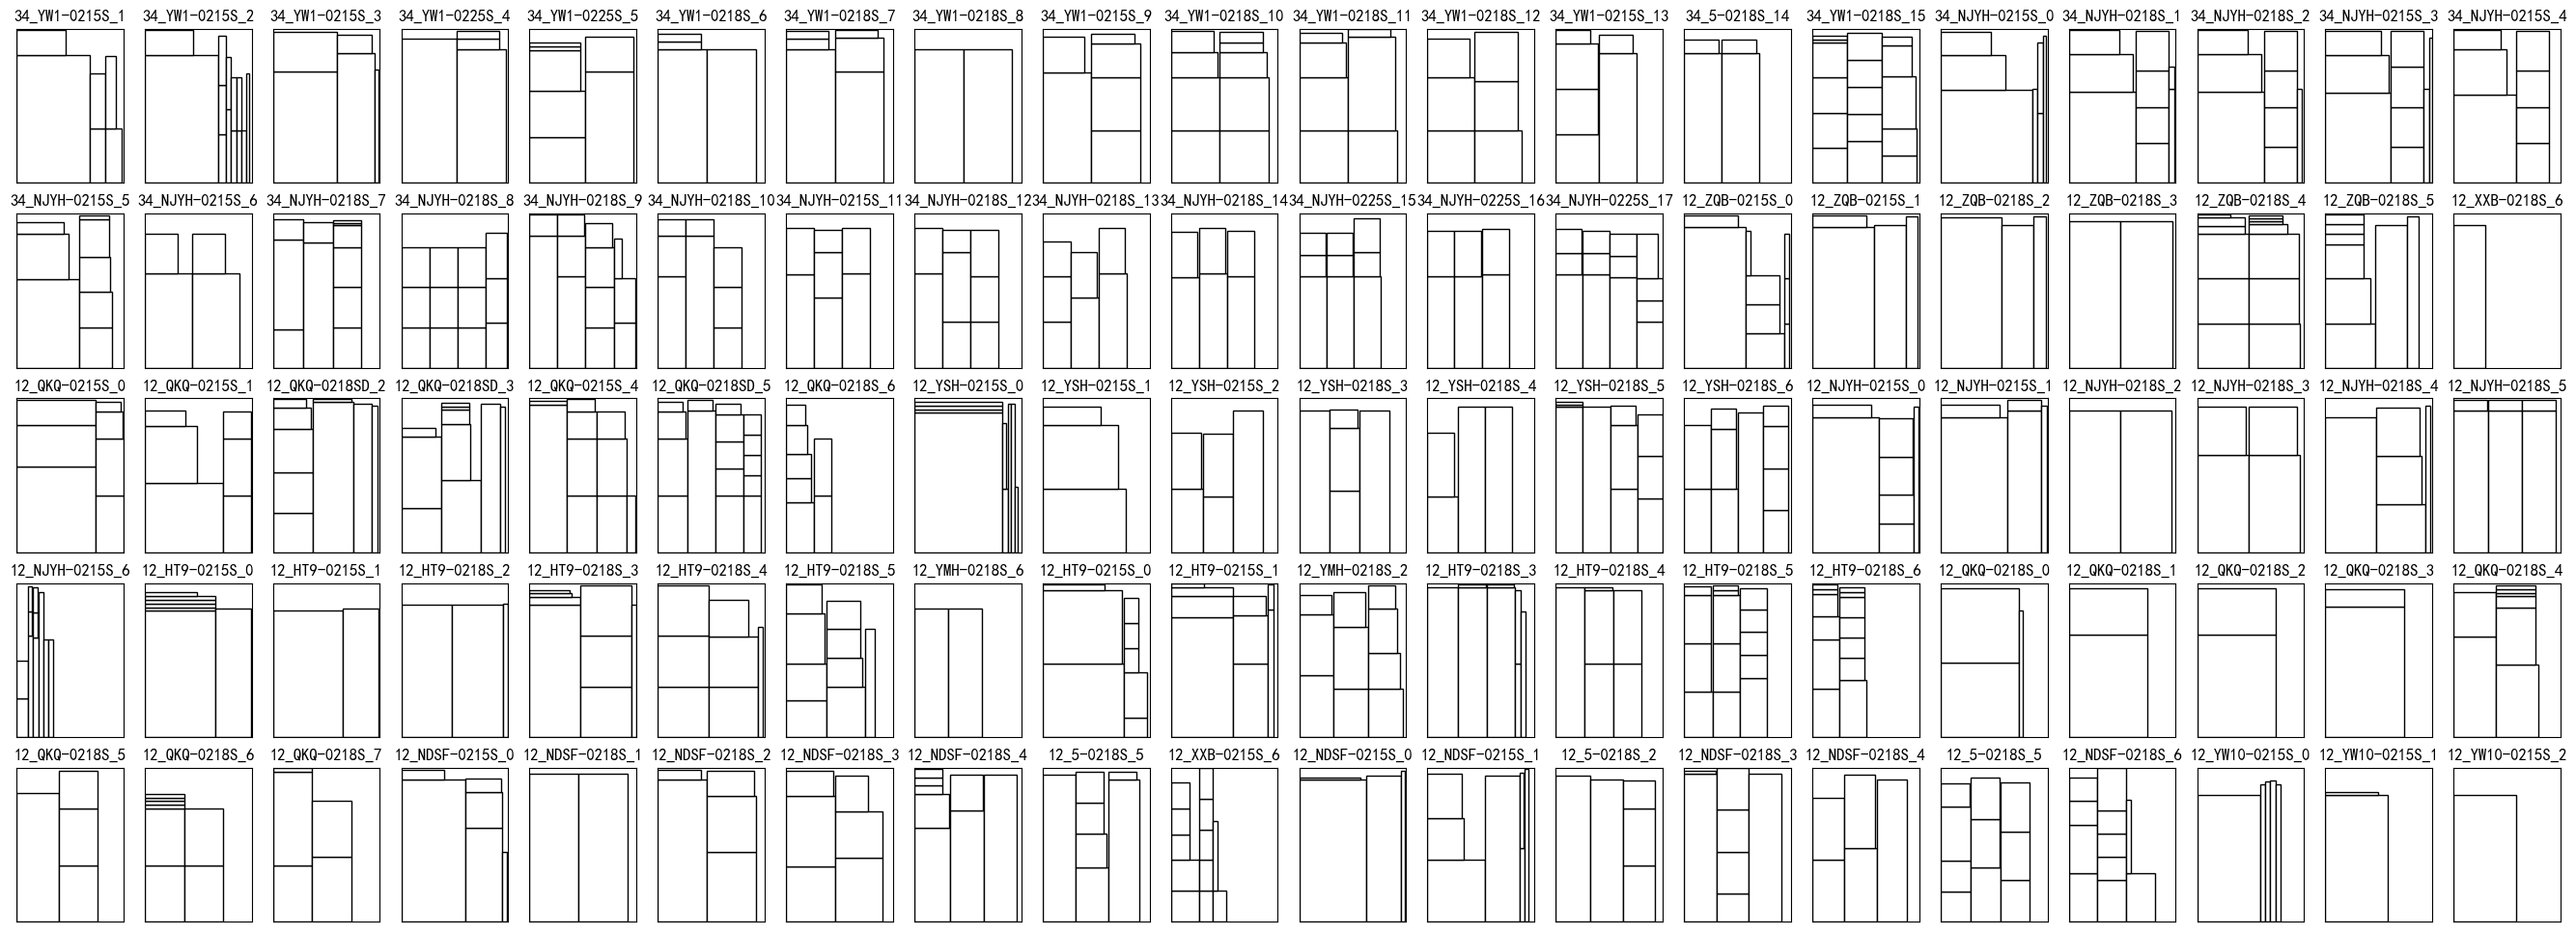 34_YW1-0215S_1 34_YW1-0215S_2 34_YW1-0215S_3 34_YW1-0225S_4 34_YW1-0225S_5 34_YW1-0218S_6 34_YW1-0218S_7 34_YW1-0218S_8 34_YW1-0215S_9 34_YW1-0218S_10 34_YW1-0218S_11 34_YW1-0218S_12 34_YW1-0215S_13 34_5-0218S_14 34_YW1-0218S_15 34_NJYH-0215S_0 34_NJYH-0218S_1 34_NJYH-0218S_2 34_NJYH-0215S_3 34_NJYH-0215S_4
34_NJYH-0215S_5 34_NJYH-0215S_6 34_NJYH-0218S_7 34_NJYH-0218S_8 34_NJYH-0218S_9 34_NJYH-0218S_10 34_NJYH-0215S_11 34_NJYH-0218S_12 34_NJYH-0218S_13 34_NJYH-0218S_14 34_NJYH-0225S_15 34_NJYH-0225S_16 34_NJYH-0225S_17 12_ZQB-0215S_0 12_ZQB-0215S_1 12_ZQB-0218S_2 12_ZQB-0218S_3 12_ZQB-0218S_4 12_ZQB-0218S_5 12_XXB-0218S_6
12_QKQ-0215S_0 12_QKQ-0215S_1 12_QKQ-0218SD_2 12_QKQ-0218SD_3 12_QKQ-0215S_4 12_QKQ-0218SD_5 12_QKQ-0218S_6 12_YSH-0215S_0 12_YSH-0215S_1 12_YSH-0215S_2 12_YSH-0218S_3 12_YSH-0218S_4 12_YSH-0218S_5 12_YSH-0218S_6 12_NJYH-0215S_0 12_NJYH-0215S_1 12_NJYH-0218S_2 12_NJYH-0218S_3 12_NJYH-0218S_4 12_NJYH-0218S_5
12_NJYH-0215S_6 12_HT9-0215S_0 12_HT9-0215S_1 12_HT9-0218S_2 12_HT9-0218S_3 12_HT9-0218S_4 12_HT9-0218S_5 12_YMH-0218S_6 12_HT9-0215S_0 12_HT9-0215S_1 12_YMH-0218S_2 12_HT9-0218S_3 12_HT9-0218S_4 12_HT9-0218S_5 12_HT9-0218S_6 12_QKQ-0218S_0 12_QKQ-0218S_1 12_QKQ-0218S_2 12_QKQ-0218S_3 12_QKQ-0218S_4
12_QKQ-0218S_5 12_QKQ-0218S_6 12_QKQ-0218S_7 12_NDSF-0215S_0 12_NDSF-0218S_1 12_NDSF-0218S_2 12_NDSF-0218S_3 12_NDSF-0218S_4 12_5-0218S_5 12_XXB-0215S_6 12_NDSF-0215S_0 12_NDSF-0215S_1 12_5-0218S_2 12_NDSF-0218S_3 12_NDSF-0218S_4 12_5-0218S_5 12_NDSF-0218S_6 12_YW10-0215S_0 12_YW10-0215S_1 12_YW10-0215S_2